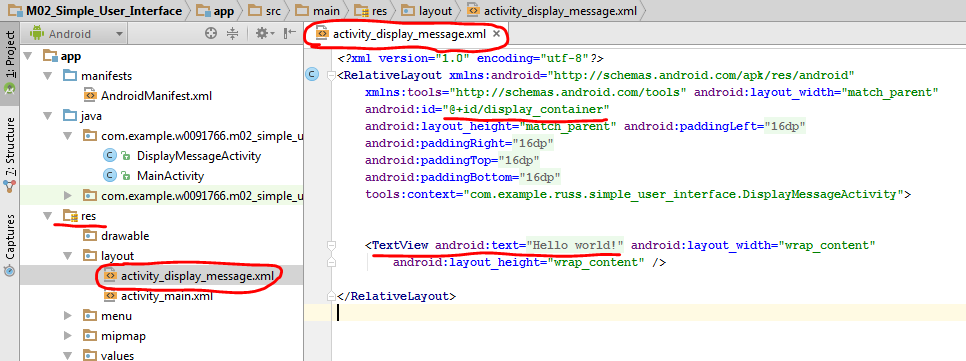 M02_Simple_User_Interface app src main res layout activity_display_message.xml
1: Project
7: Structure
Captures
Android
app
manifests
AndroidManifest.xml
java
com.example.w0091766.m02_simple_u
DisplayMessageActivity
MainActivity
com.example.w0091766.m02_simple_u
res
drawable
layout
activity_display_message.xml
activity_main.xml
menu
mipmap
values
activity_display_message.xml
<?xml version="1.0" encoding="utf-8"?>
<RelativeLayout xmlns:android="http://schemas.android.com/apk/res/android"
xmlns:tools="http://schemas.android.com/tools" android:layout_width="match_parent"
android:id="@+id/display_container"
android:layout_height="match_parent" android:paddingLeft="16dp"
android:paddingRight="16dp"
android:paddingTop="16dp"
android:paddingBottom="16dp"
tools:context="com.example.russ.simple_user_interface.DisplayMessageActivity">
<TextView android:text="Hello world!" android:layout_width="wrap_content"
android:layout_height="wrap_content" />
</RelativeLayout>